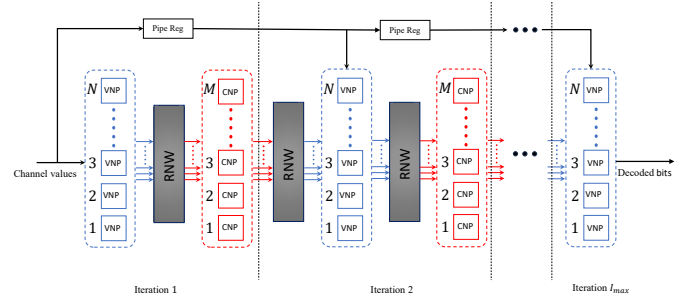 Pipe Reg
Pipe Reg
N VNP
M CNP
N VNP
M CNP
N VNP
RNW
RNW
RNW
3 VNP
3 CNP
3 VNP
3 CNP
3 VNP
Channel values
Decoded bits
2 VNP
2 CNP
2 VNP
2 CNP
2 VNP
1 VNP
1 CNP
1 VNP
1 CNP
1 VNP
Iteration 1
Iteration 2
Iteration I_max